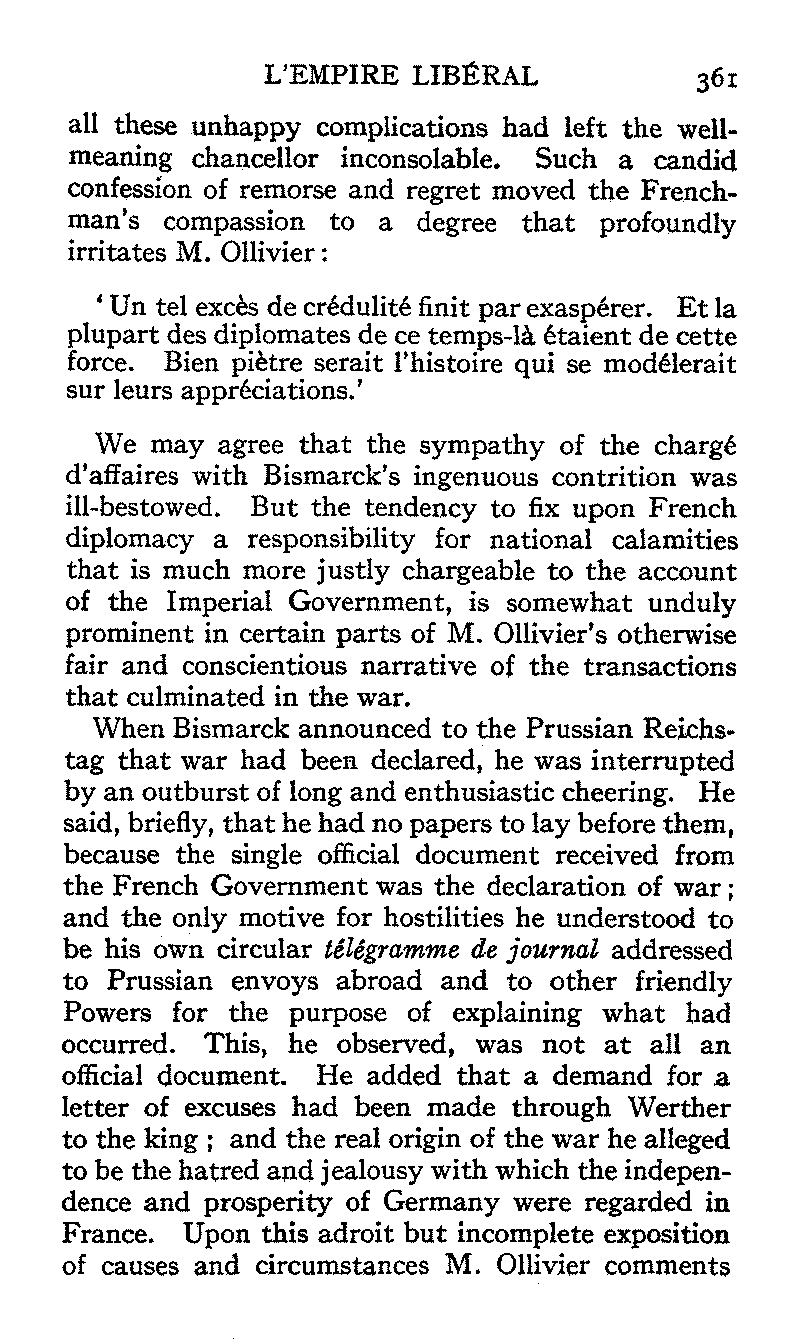 L'EMPIRE LIBÉRAL 361
all these unhappy complications had left the well-
meaning chancellor inconsolable. Such a candid
confession of remorse and regret moved the French-
man's compassion to a degree that profoundly
irritates M. Ollivier :
‘ Un tel excès de crédulité finit par exaspérer. Et la
plupart des diplomates de ce temps-là étaient de cette
force. Bien piètre serait l'histoire qui se modélerait
sur leurs appréciations.’
We may agree that the sympathy of the chargé
d'affaires with Bismarck's ingenuous contrition was
ill-bestowed. But the tendency to fix upon French
diplomacy a responsibility for national calamities
that is much more justly chargeable to the account
of the Imperial Government, is somewhat unduly
prominent in certain parts of M. Ollivier's otherwise
fair and conscientious narrative of the transactions
that culminated in the war.
When Bismarck announced to the Prussian Reichs-
tag that war had been declared, he was interrupted
by an outburst of long and enthusiastic cheering. He
said, briefly, that he had no papers to lay before them,
because the single official document received from
the French Government was the declaration of war ;
and the only motive for hostilities he understood to
be his own circular télégramme de journal addressed
to Prussian envoys abroad and to other friendly
Powers for the purpose of explaining what had
occurred. This, he observed, was not at all an
official document. He added that a demand for a
letter of excuses had been made through Werther
to the king ; and the real origin of the war he alleged
to be the hatred and jealousy with which the indepen-
dence and prosperity of Germany were regarded in
France. Upon this adroit but incomplete exposition
of causes and circumstances M. Ollivier comments